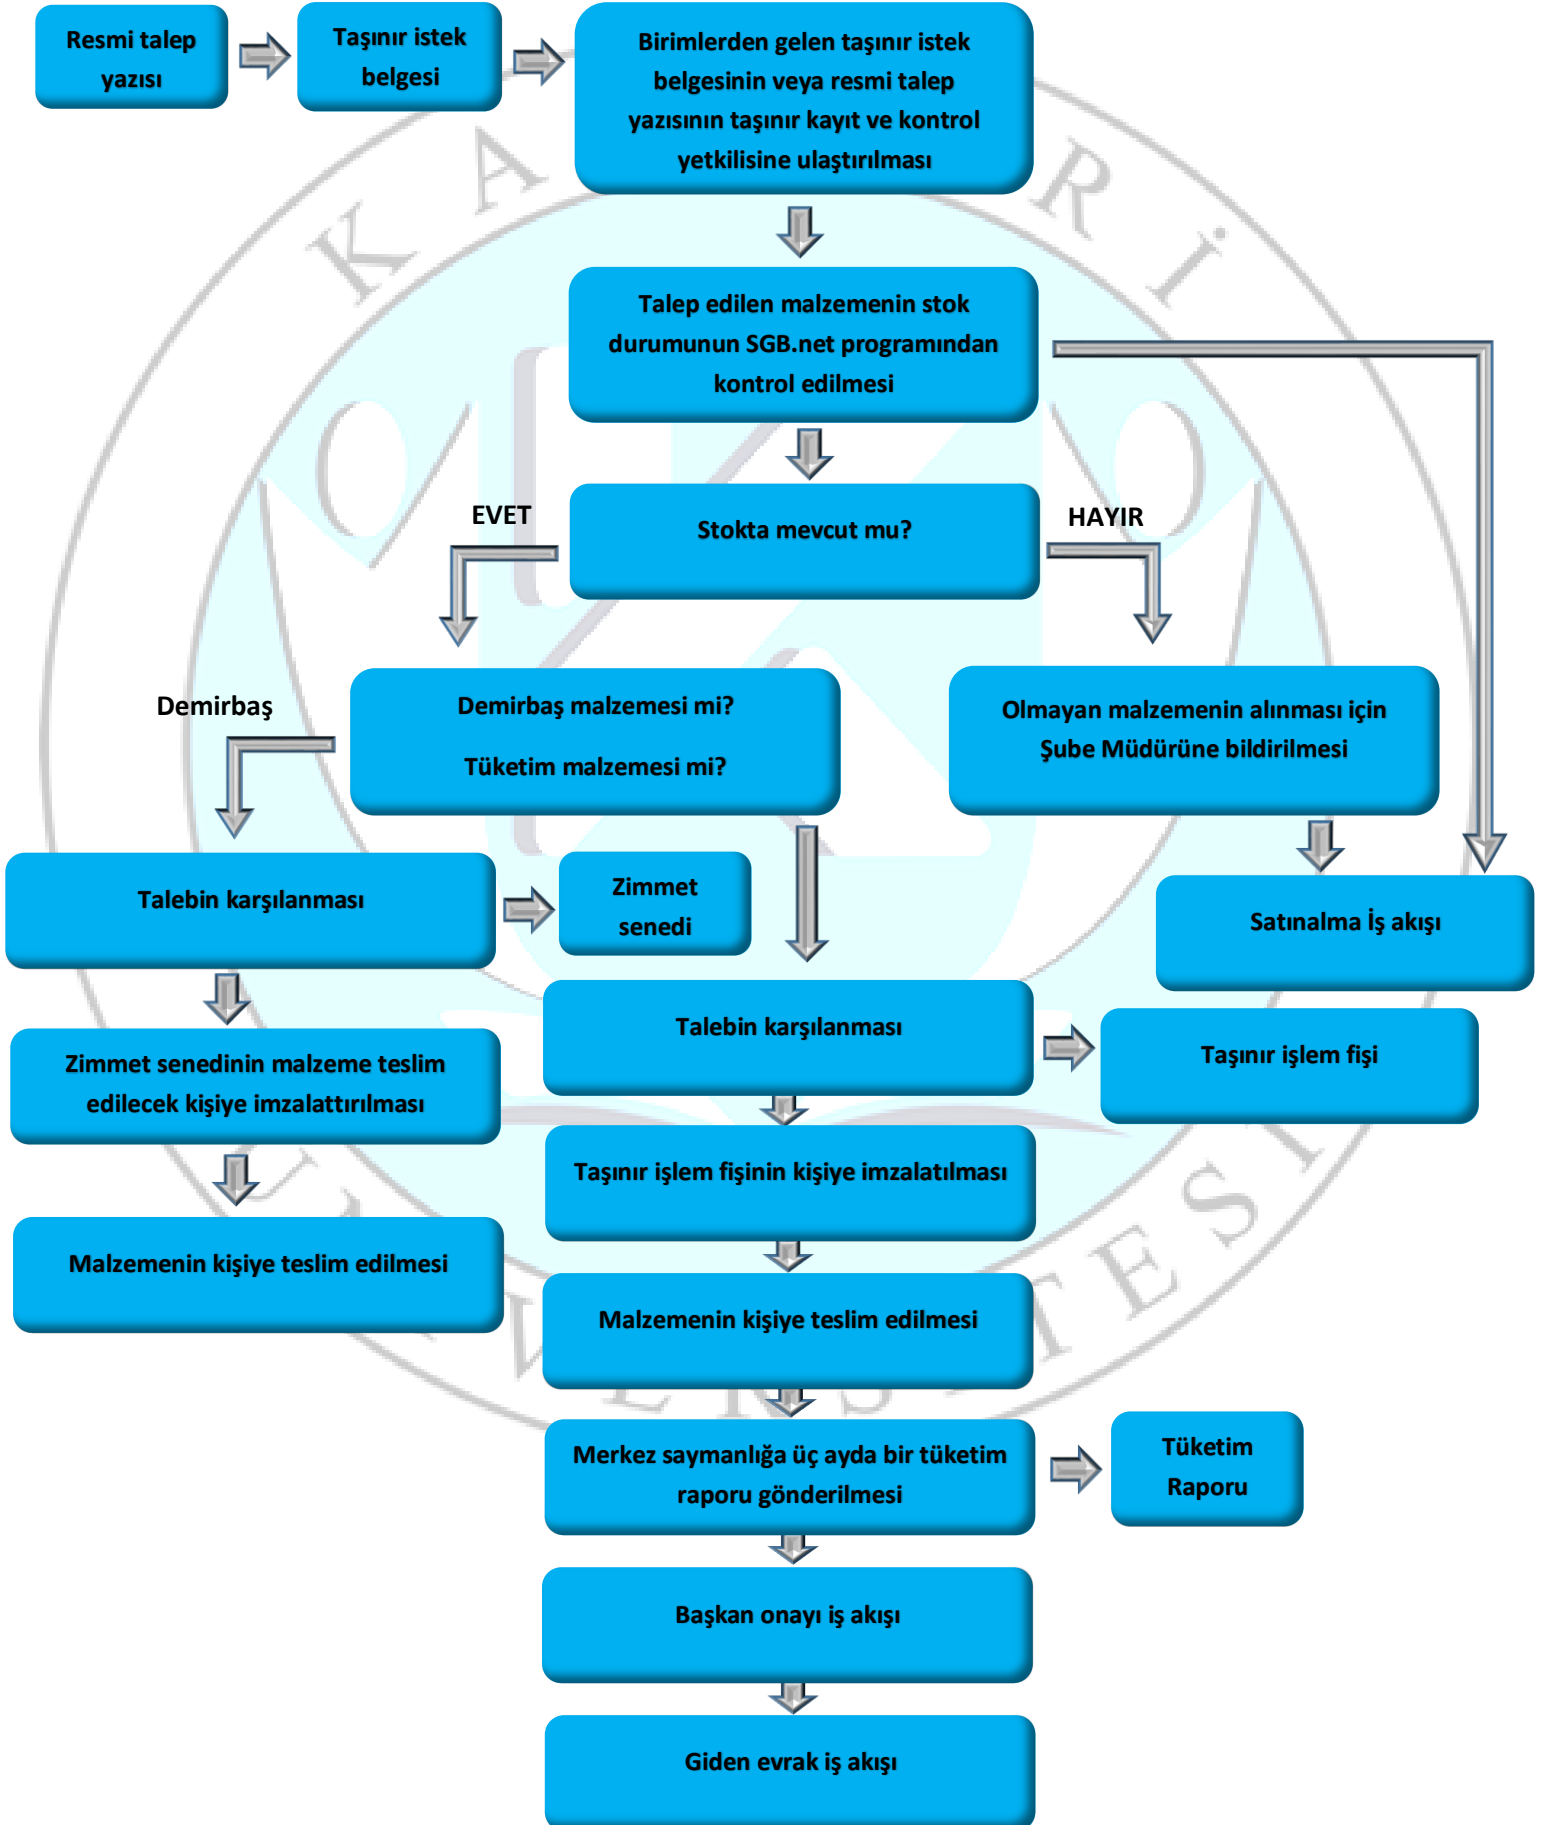 Resmi talep
yazısı
Taşınır istek
belgesi
Birimlerden gelen taşınır istek
belgesinin veya resmi talep
yazısının taşınır kayıt ve kontrol
yetkilisine ulaştırılması
Talep edilen malzemenin stok
durumunun SGB.net programından
kontrol edilmesi
EVET
Stokta mevcut mu?
HAYIR
Demirbaş
Demirbaş malzemesi mi?
Tüketim malzemesi mi?
Olmayan malzemenin alınması için
Şube Müdürüne bildirilmesi
Talebin karşılanması
Zimmet
senedi
Satınalma İş akışı
Talebin karşılanması
Taşınır işlem fişi
Zimmet senedinin malzeme teslim
edilecek kişiye imzalattırılması
Taşınır işlem fişinin kişiye imzalatılması
Malzemenin kişiye teslim edilmesi
Malzemenin kişiye teslim edilmesi
Merkez saymanlığa üç ayda bir tüketim
raporu gönderilmesi
Tüketim
Raporu
Başkan onayı iş akışı
Giden evrak iş akışı